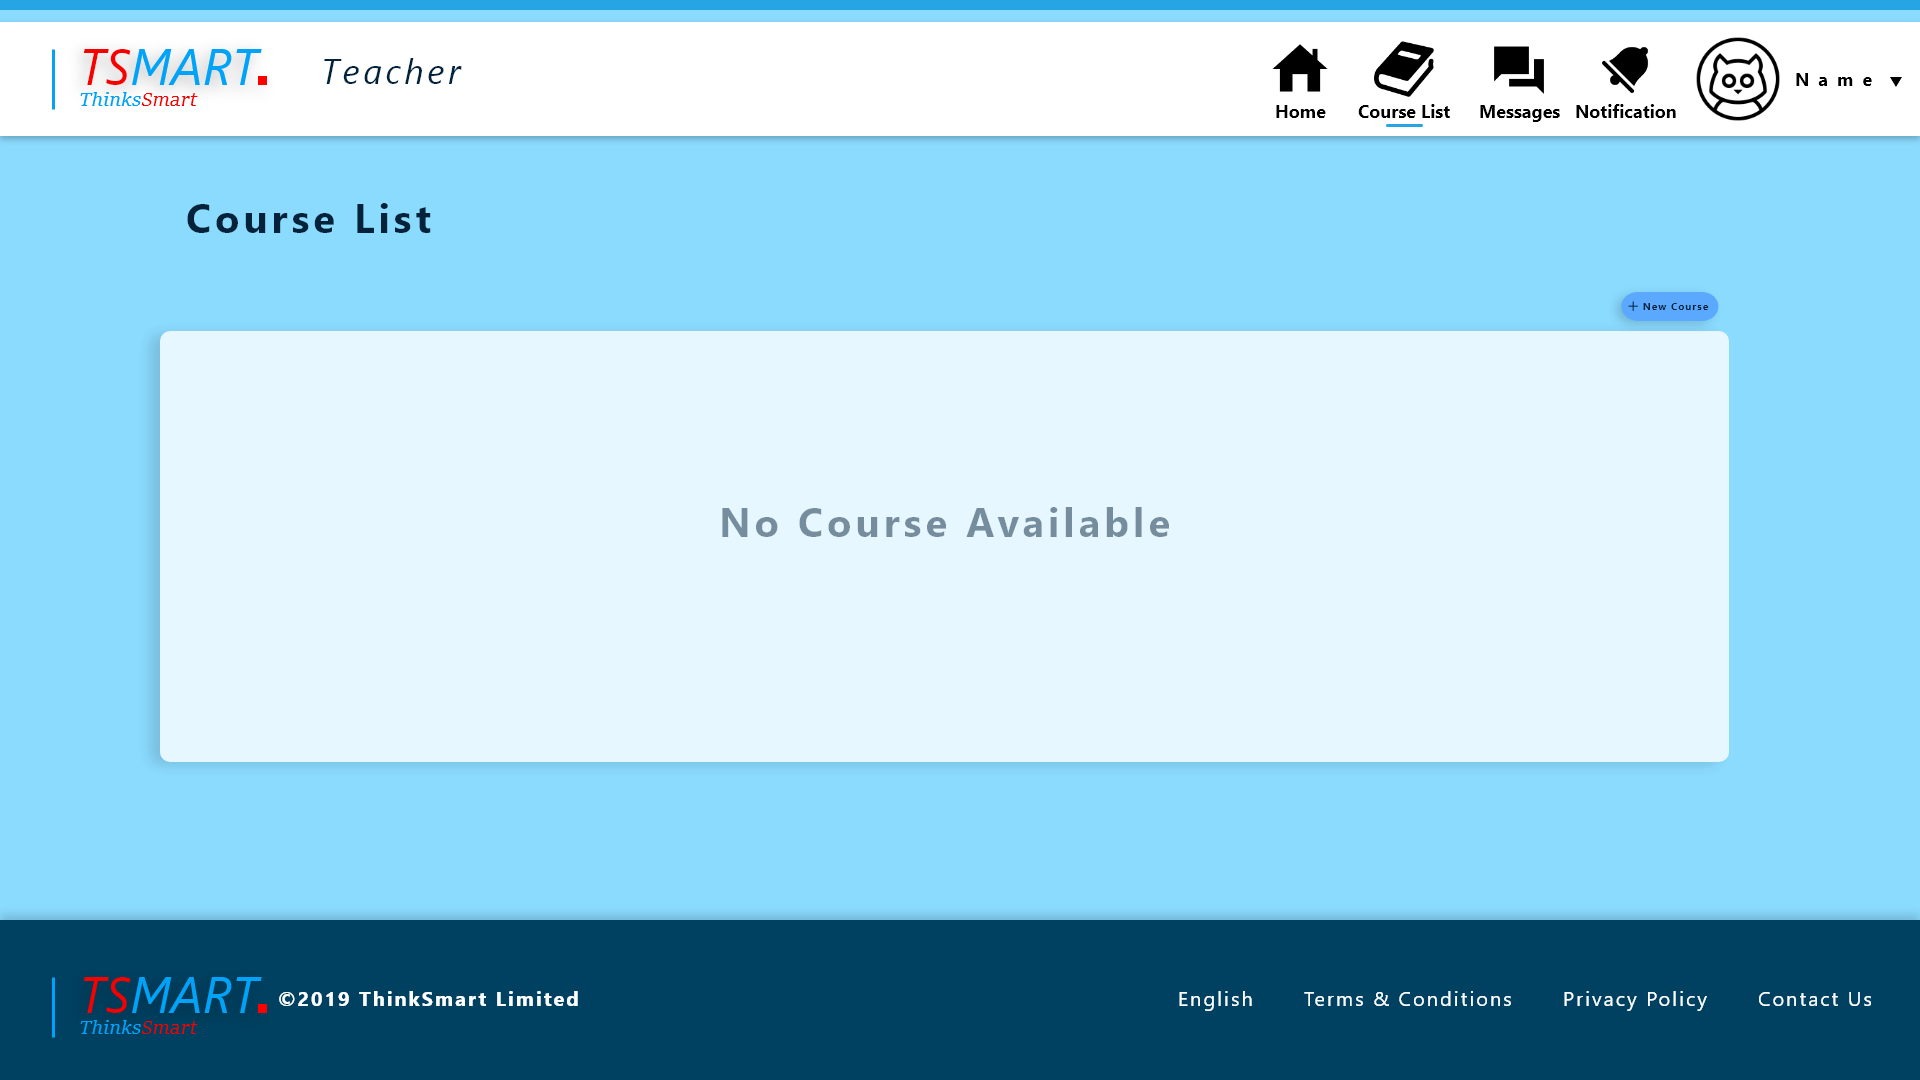 TSMART.
ThinksSmart
Teacher
Home
Course List
Messages
Notification
Name
Course List
+ New Course
No Course Available
TSMART.
ThinksSmart
©2019 ThinkSmart Limited
English
Terms & Conditions
Privacy Policy
Contact Us